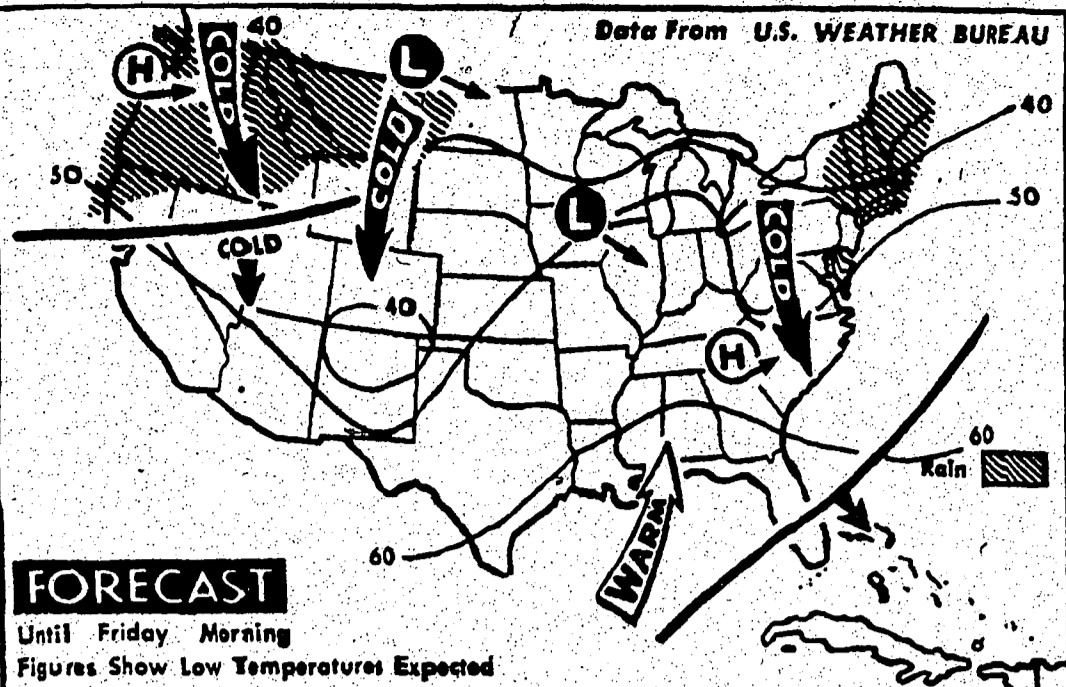 Data From U.S. WEATHER BUREAU
H
COLD
40
L
COLD
40
50
50
L
COLD
COLD
40
H
60
Rain
WARM
60
FORECAST
Until Friday Morning
Figures Show Low Temperatures Expected